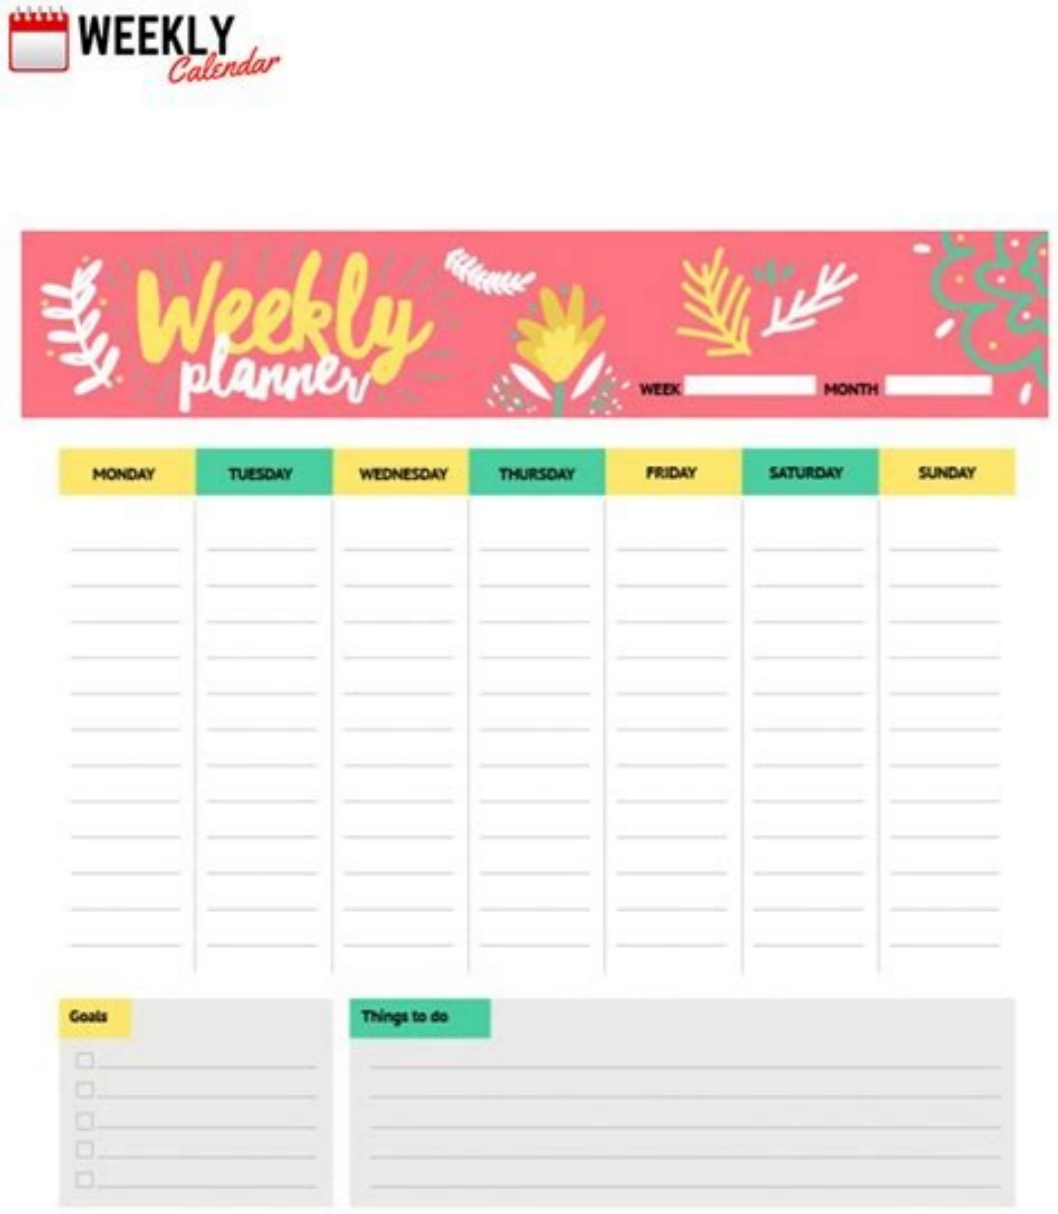 WEEKLY
Calendar
Weekly
planner
WEEK MONTH
MONDAY TUESDAY WEDNESDAY THURSDAY FRIDAY SATURDAY SUNDAY
Goals Things to do